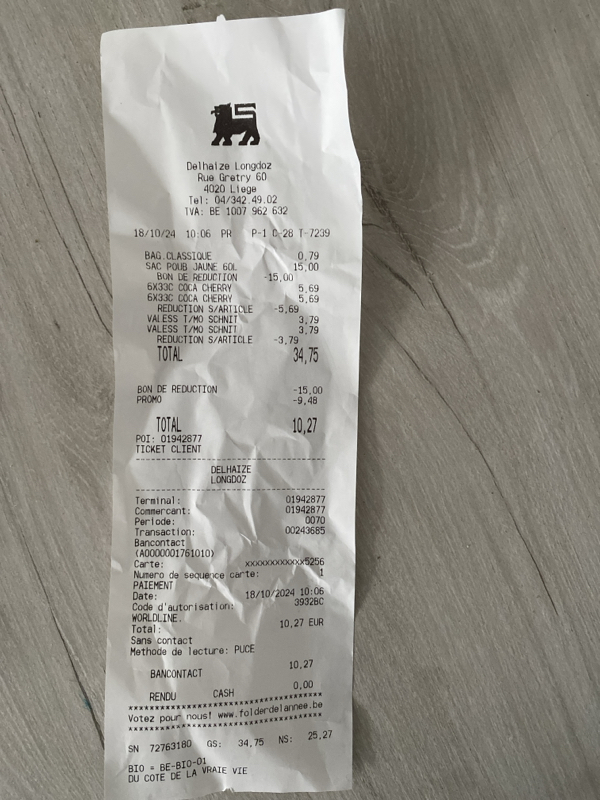 Delhaize Longdoz
Rue Gretry 60
4020 Liege
Tel: 04/342.49.02
TVA: BE 1007 962 632
18/10/24 10:06 PR P-1 C-28 T-7239
BAG.CLASSIQUE 0,79
SAC POUB JAUNE 60L 15,00
BON DE REDUCTION -15,00
6X33C COCA CHERRY 5,69
6X33C COCA CHERRY 5,69
REDUCTION S/ARTICLE -5,69
VALESS T/MO SCHNIT 3,79
VALESS T/MO SCHNIT 3,79
REDUCTION S/ARTICLE -3,79
TOTAL 34,75
BON DE REDUCTION -15,00
PROMO -9,48
TOTAL 10,27
POI: 01942877
TICKET CLIENT
DELHAIZE
LONGDOZ
Terminal: 01942877
Commercant: 01942877
Periode: 0070
Transaction: 00243685
Bancontact
(A0000001761010)
Carte: xxxxxxxxxxxx5256
Numero de sequence carte: 1
PAIEMENT
Date: 18/10/2024 10:06
Code d'autorisation: 3932BC
WORLDLINE.
Total: 10,27 EUR
Sans contact
Methode de lecture: PUCE
BANCONTACT 10,27
RENDU CASH 0,00
*********************************
Votez pour nous! www.folderdelannee.be
*********************************
SN 72763180 GS: 34,75 NS: 25,27
BIO = BE-BIO-01
DU COTE DE LA VRAIE VIE